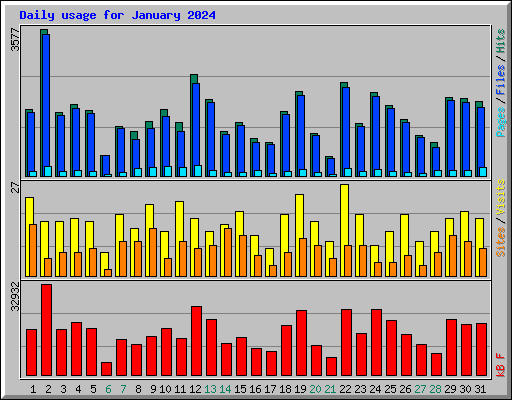 Daily usage for January 2024
3577
Pages / Files / Hits
27
Sites / Visits
32932
kB F
1 2 3 4 5 6 7 8 9 10 11 12 13 14 15 16 17 18 19 20 21 22 23 24 25 26 27 28 29 30 31